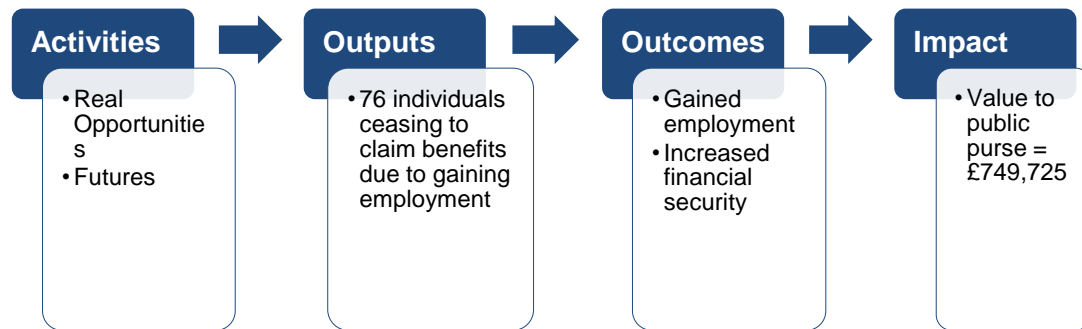 Activities
• Real
Opportunitie
s
• Futures
Outputs
• 76 individuals
ceasing to
claim benefits
due to gaining
employment
Outcomes
• Gained
employment
• Increased
financial
security
Impact
• Value to
public
purse =
£749,725